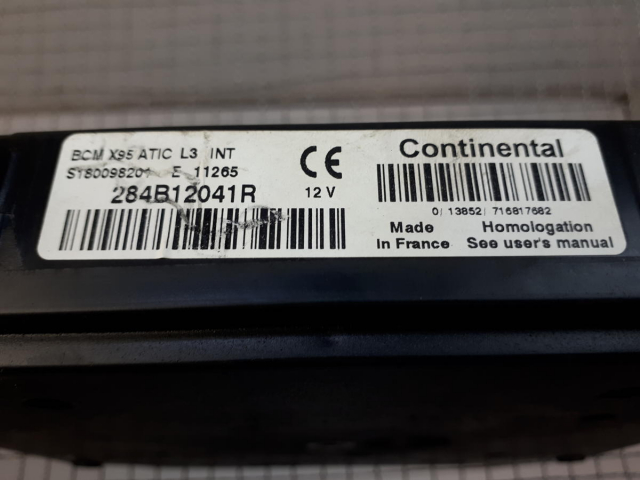 BCM X95 ATIC L3 INT
S180098201 E 11265
284B12041R
CE
12 V
Continental
0/ 13852/ 716817682
Made In France
Homologation See user's manual